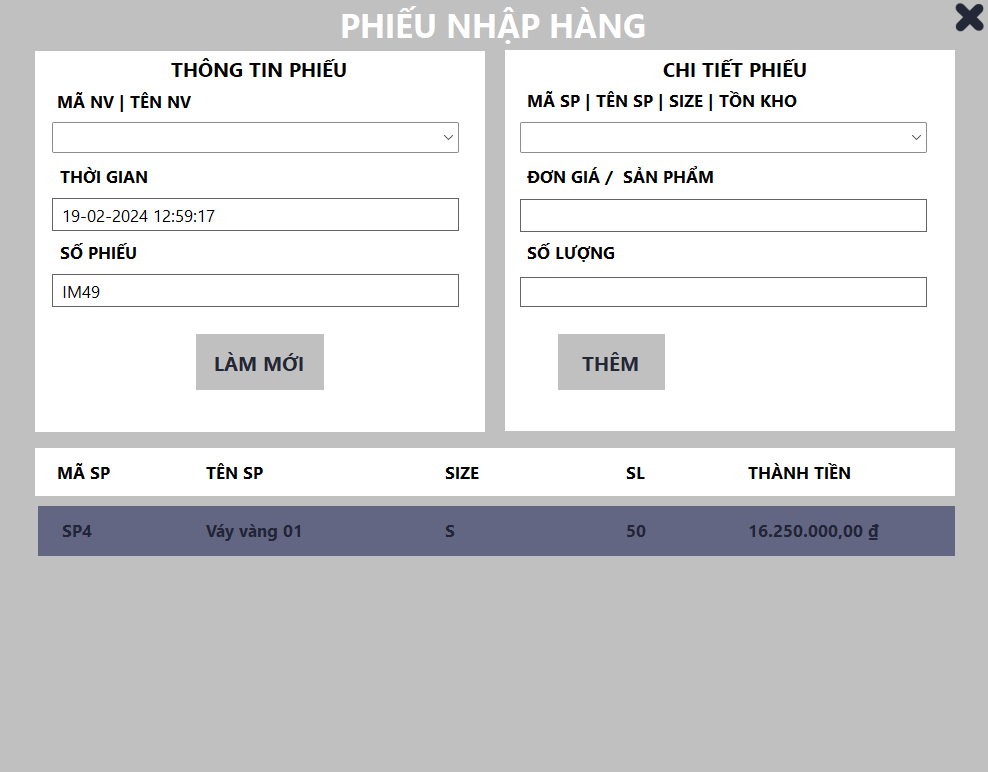 PHIẾU NHẬP HÀNG
THÔNG TIN PHIẾU
MÃ NV | TÊN NV
THỜI GIAN
19-02-2024 12:59:17
SỐ PHIẾU
IM49
LÀM MỚI
CHI TIẾT PHIẾU
MÃ SP | TÊN SP | SIZE | TỒN KHO
ĐƠN GIÁ / SẢN PHẨM
SỐ LƯỢNG
THÊM
MÃ SP TÊN SP SIZE SL THÀNH TIỀN
SP4 Váy vàng 01 S 50 16.250.000,00 ₫